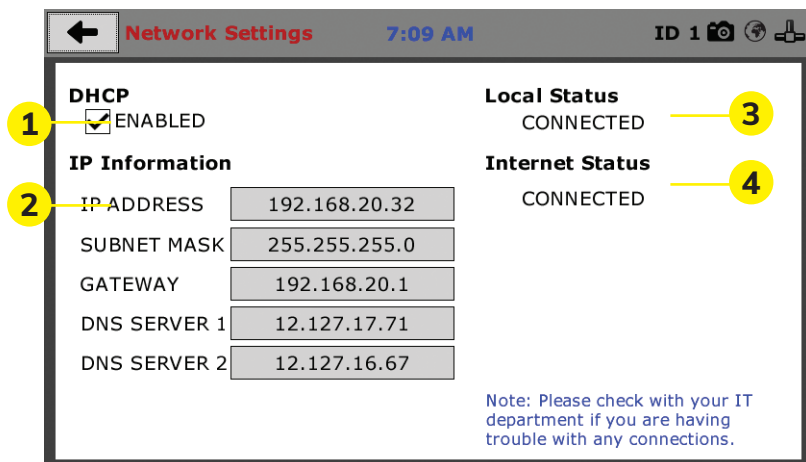 Network Settings 7:09 AM ID 1
DHCP
1 ENABLED
Local Status
CONNECTED 3
IP Information
Internet Status
CONNECTED 4
2 IP ADDRESS 192.168.20.32
SUBNET MASK 255.255.255.0
GATEWAY 192.168.20.1
DNS SERVER 1 12.127.17.71
DNS SERVER 2 12.127.16.67
Note: Please check with your IT
department if you are having
trouble with any connections.